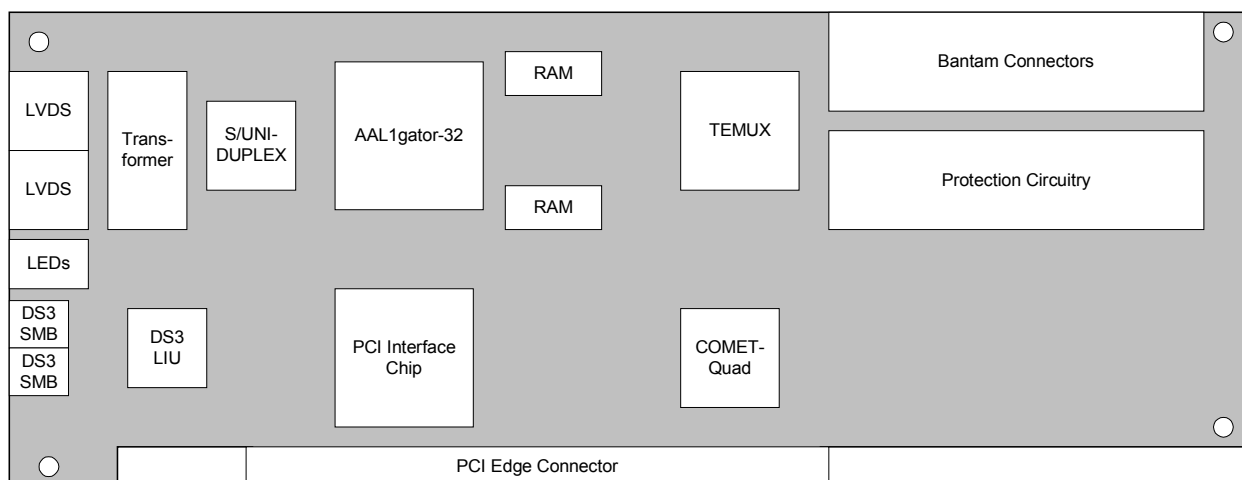 LVDS
LVDS
LEDs
DS3
SMB
DS3
SMB
Trans-
former
S/UNI-
DUPLEX
DS3
LIU
AAL1gator-32
PCI Interface
Chip
RAM
RAM
TEMUX
COMET-
Quad
Bantam Connectors
Protection Circuitry
PCI Edge Connector